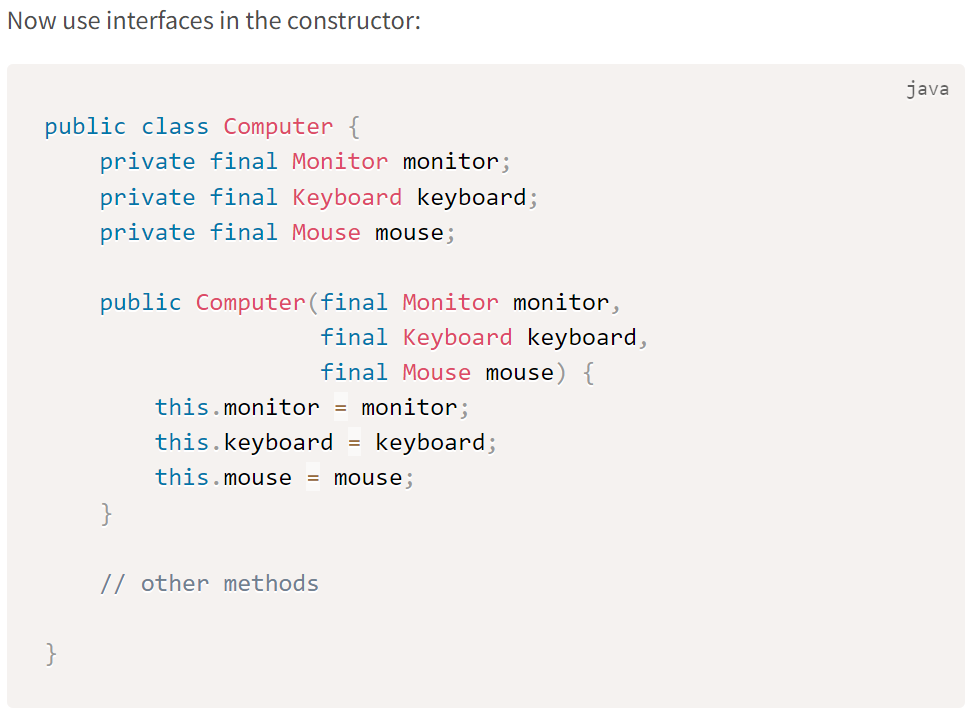 Now use interfaces in the constructor:
java
public class Computer {
    private final Monitor monitor;
    private final Keyboard keyboard;
    private final Mouse mouse;

    public Computer(final Monitor monitor,
                    final Keyboard keyboard,
                    final Mouse mouse) {
        this.monitor = monitor;
        this.keyboard = keyboard;
        this.mouse = mouse;
    }

    // other methods

}